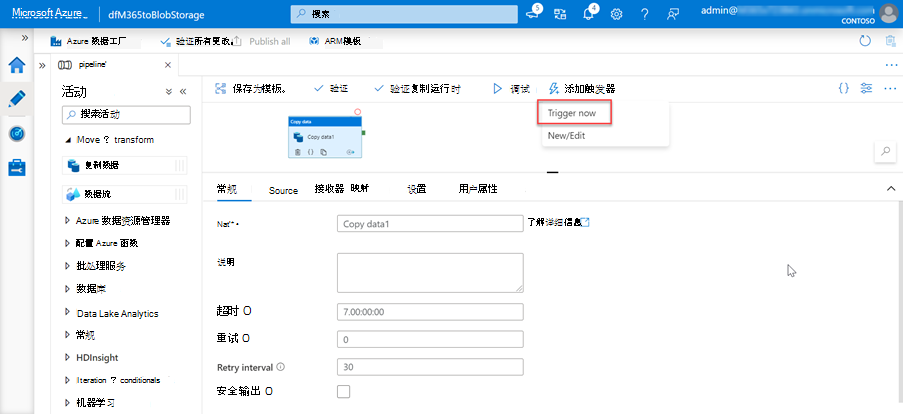 Microsoft Azure
dfM365toBlobStorage
搜索
5
4
admin@
CONTOSO
Azure 数据工厂
验证所有更改。
Publish all
ARM模板
pipeline'
活动
搜索活动
Move ? transform
复制数据
数据流
Azure 数据资源管理器
配置 Azure 函数
批处理服务
数据库
Data Lake Analytics
常规
HDInsight
Iteration ? conditionals
机器学习
保存为模板。
验证
验证复制运行时
调试
添加触发器
Trigger now
New/Edit
Copy data
Copy data1
常规
Source
接收器
映射
设置
用户属性
Copy data1
了解详细信息
说明
超时
7.00:00:00
重试
0
Retry interval
30
安全输出